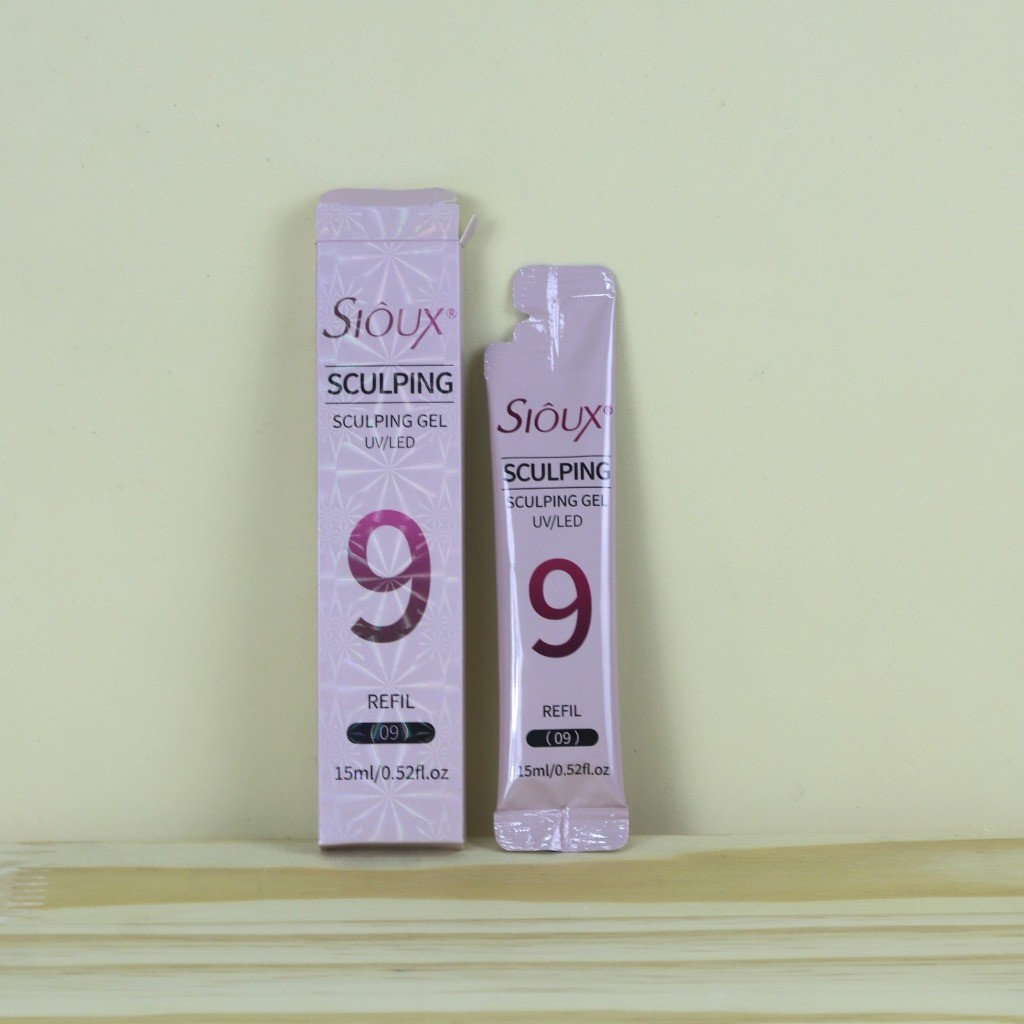 SIÔUX®
SCULPING
SCULPING GEL
UV/LED
9
REFIL
(09)
15ml/0.52fl.oz
SIÔUX®
SCULPING
SCULPING GEL
UV/LED
9
REFIL
(09)
15ml/0.52fl.oz